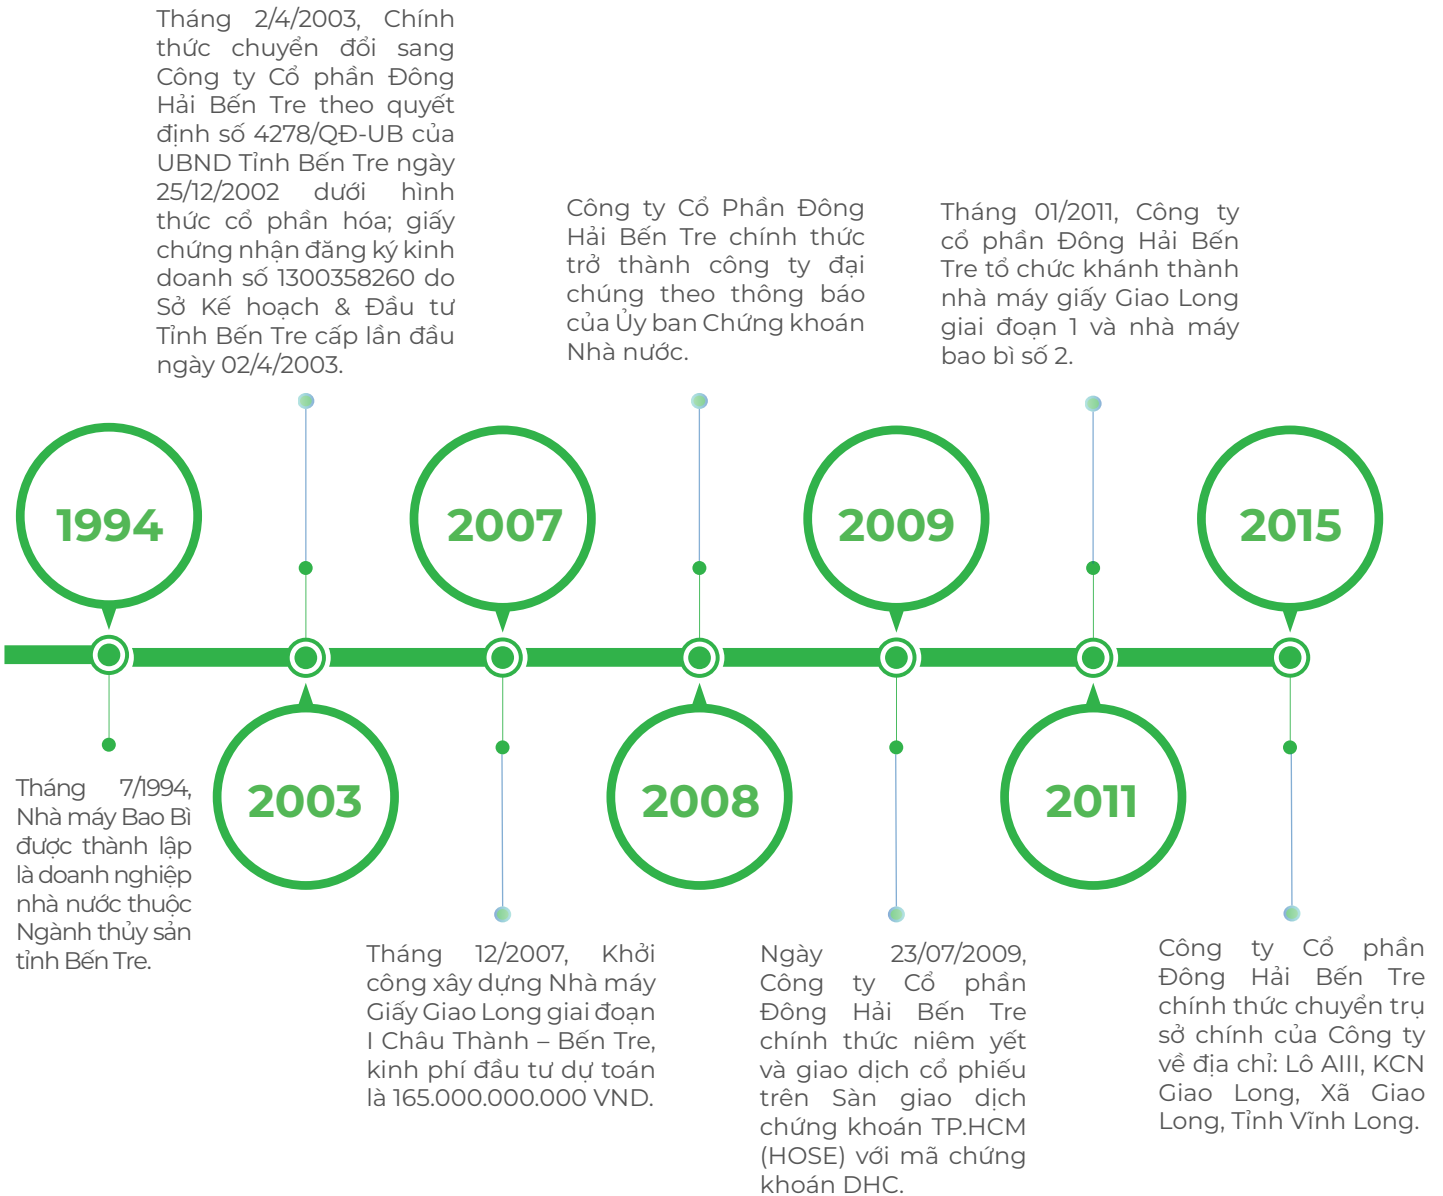 Tháng 2/4/2003, Chính
thức chuyển đổi sang
Công ty Cổ phần Đông
Hải Bến Tre theo quyết
định số 4278/QĐ-UB của
UBND Tỉnh Bến Tre ngày
25/12/2002 dưới hình
thức cổ phần hóa; giấy
chứng nhận đăng ký kinh
doanh số 1300358260 do
Sở Kế hoạch & Đầu tư
Tỉnh Bến Tre cấp lần đầu
ngày 02/4/2003.
Công ty Cổ Phần Đông
Hải Bến Tre chính thức
trở thành công ty đại
chúng theo thông báo
của Ủy ban Chứng khoán
Nhà nước.
Tháng 01/2011, Công ty
cổ phần Đông Hải Bến
Tre tổ chức khánh thành
nhà máy giấy Giao Long
giai đoạn 1 và nhà máy
bao bì số 2.
1994
2007
2009
2015
2003
2008
2011
Tháng 7/1994,
Nhà máy Bao Bì
được thành lập
là doanh nghiệp
nhà nước thuộc
Ngành thủy sản
tỉnh Bến Tre.
Tháng 12/2007, Khởi
công xây dựng Nhà máy
Giấy Giao Long giai đoạn
I Châu Thành – Bến Tre,
kinh phí đầu tư dự toán
là 165.000.000.000 VND.
Ngày 23/07/2009,
Công ty Cổ phần
Đông Hải Bến Tre
chính thức niêm yết
và giao dịch cổ phiếu
trên Sàn giao dịch
chứng khoán TP.HCM
(HOSE) với mã chứng
khoán DHC.
Công ty Cổ phần
Đông Hải Bến Tre
chính thức chuyển trụ
sở chính của Công ty
về địa chỉ: Lô AIII, KCN
Giao Long, Xã Giao
Long, Tỉnh Vĩnh Long.